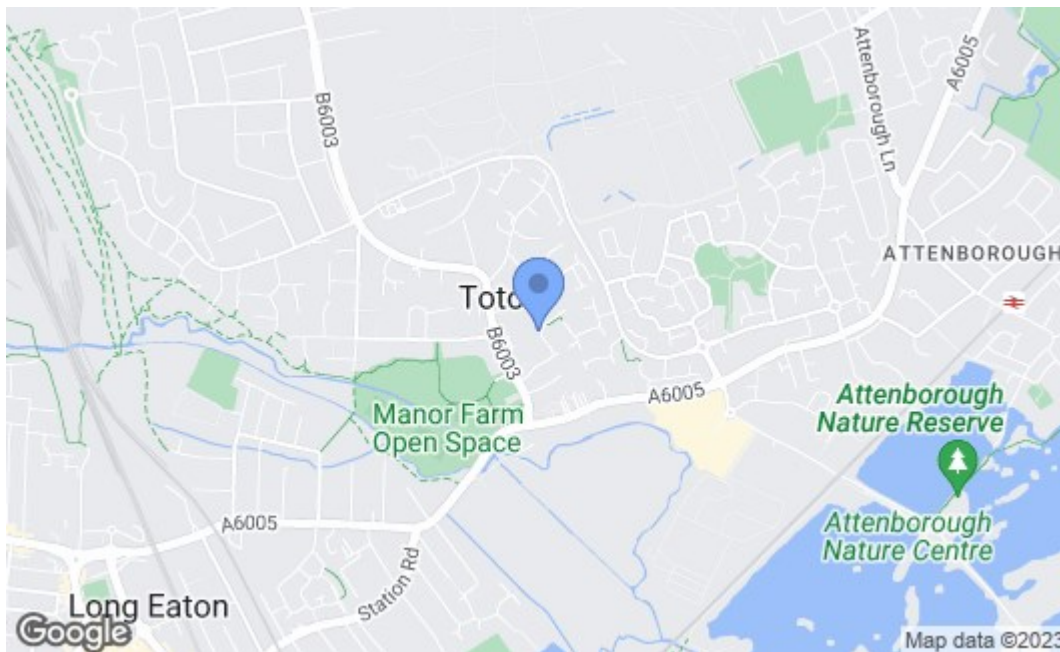 B6003
Attenborough Ln
A6005
ATTENBOROUGH
Toto
B6003
A6005
Manor Farm
Open Space
Attenborough
Nature Reserve
Attenborough
Nature Centre
A6005
Station Rd
Long Eaton
Google
Map data ©2023